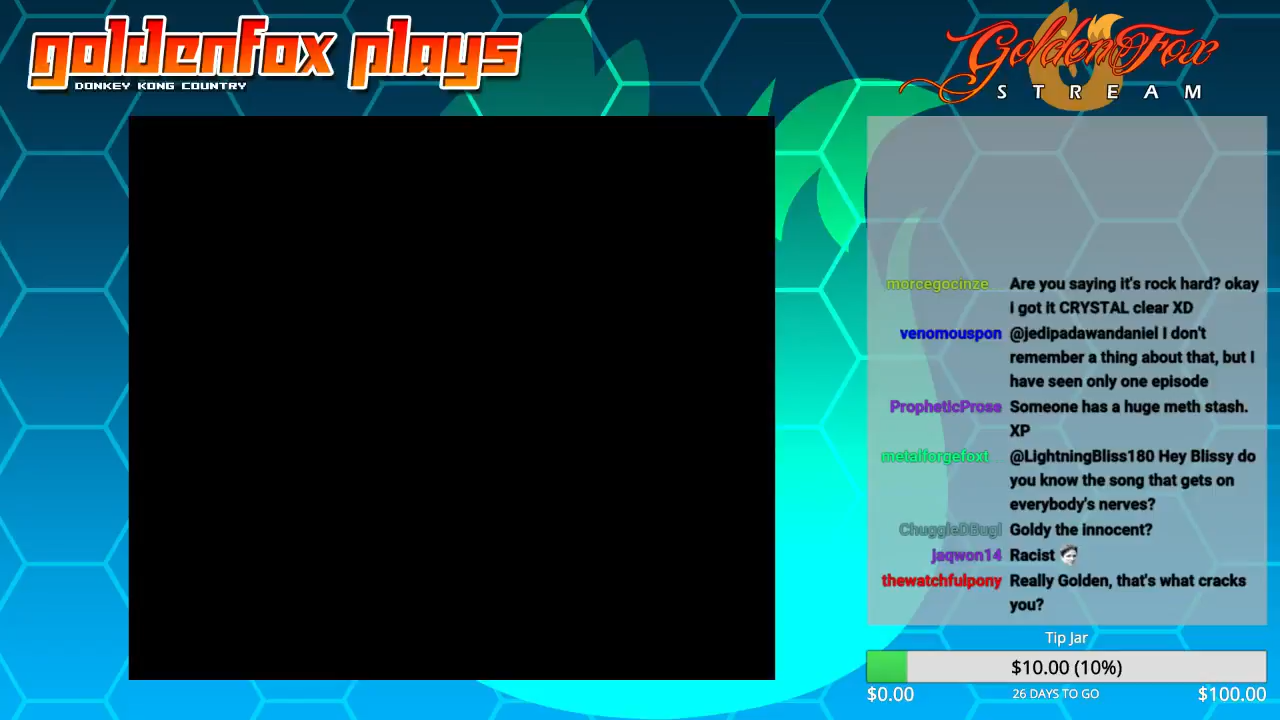 goldenfox plays
DONKEY KONG COUNTRY
GoldenFox
STREAM
morcegocinze Are you saying it's rock hard? okay
I got it CRYSTAL clear XD
venomouspon @jedipadawandaniel I don't
remember a thing about that, but I
have seen only one episode
PropheticProse Someone has a huge meth stash.
XP
metalforgefoxt @LightningBliss180 Hey Blissy do
you know the song that gets on
everybody's nerves?
ChuggleDBugl Goldy the innocent?
jaqwon14 Racist
thewatchfulpony Really Golden, that's what cracks
you?
Tip Jar
$10.00 (10%)
$0.00 26 DAYS TO GO $100.00